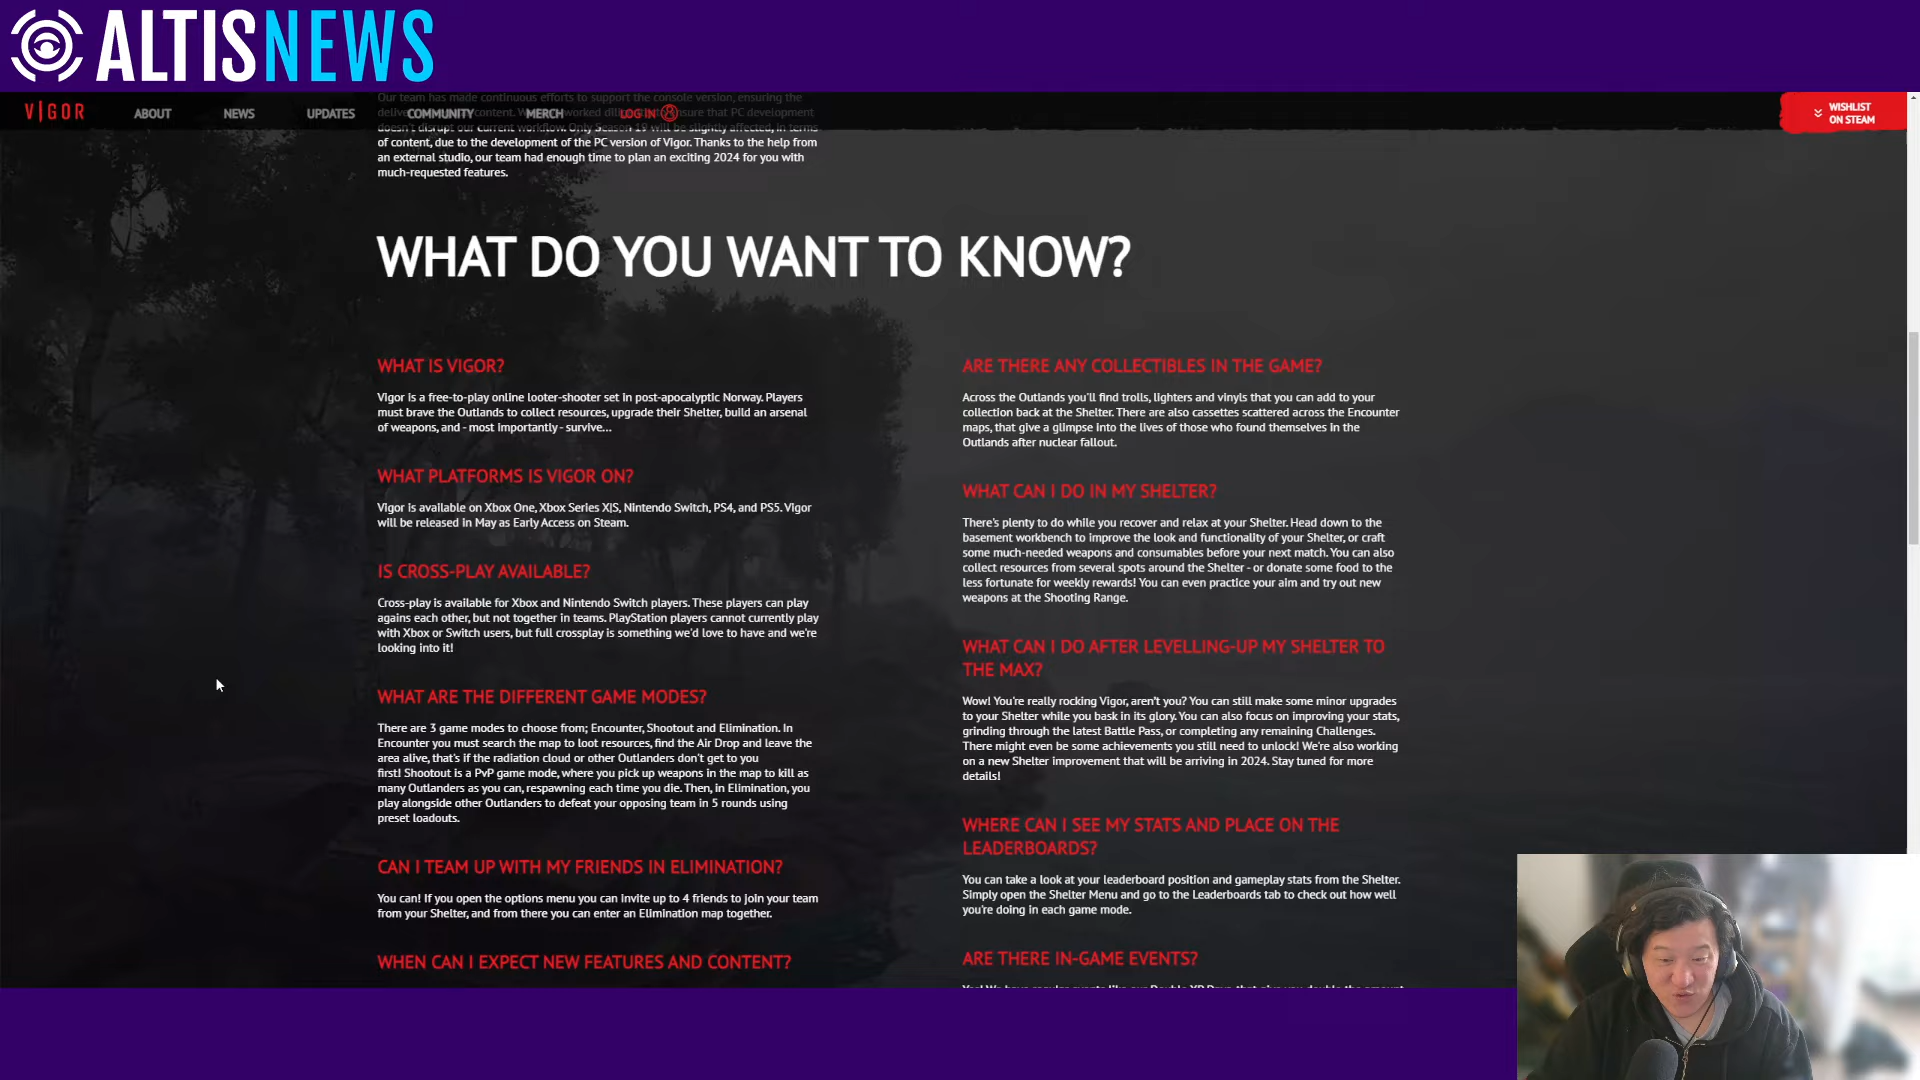 ALTISNEWS
VIGOR
ABOUT
NEWS
UPDATES
COMMUNITY
MERCH
LOG IN
WISHLIST
ON STEAM
Our team has made continuous efforts to support the console version, ensuring the
doesn't disrupt our current workflow. Only Season 19 will be slightly affected, in terms
of content, due to the development of the PC version of Vigor. Thanks to the help from
an external studio, our team had enough time to plan an exciting 2024 for you with
much-requested features.
WHAT DO YOU WANT TO KNOW?
WHAT IS VIGOR?
Vigor is a free-to-play online looter-shooter set in post-apocalyptic Norway. Players
must brave the Outlands to collect resources, upgrade their Shelter, build an arsenal
of weapons, and - most importantly - survive...
WHAT PLATFORMS IS VIGOR ON?
Vigor is available on Xbox One, Xbox Series X|S, Nintendo Switch, PS4, and PS5. Vigor
will be released in May as Early Access on Steam.
IS CROSS-PLAY AVAILABLE?
Cross-play is available for Xbox and Nintendo Switch players. These players can play
agains each other, but not together in teams. PlayStation players cannot currently play
with Xbox or Switch users, but full crossplay is something we'd love to have and we're
looking into it!
WHAT ARE THE DIFFERENT GAME MODES?
There are 3 game modes to choose from; Encounter, Shootout and Elimination. In
Encounter you must search the map to loot resources, find the Air Drop and leave the
area alive, that's if the radiation cloud or other Outlanders don't get to you
first! Shootout is a PvP game mode, where you pick up weapons in the map to kill as
many Outlanders as you can, respawning each time you die. Then, in Elimination, you
play alongside other Outlanders to defeat your opposing team in 5 rounds using
preset loadouts.
CAN I TEAM UP WITH MY FRIENDS IN ELIMINATION?
You can! If you open the options menu you can invite up to 4 friends to join your team
from your Shelter, and from there you can enter an Elimination map together.
WHEN CAN I EXPECT NEW FEATURES AND CONTENT?
ARE THERE ANY COLLECTIBLES IN THE GAME?
Across the Outlands you'll find trolls, lighters and vinyls that you can add to your
collection back at the Shelter. There are also cassettes scattered across the Encounter
maps, that give a glimpse into the lives of those who found themselves in the
Outlands after nuclear fallout.
WHAT CAN I DO IN MY SHELTER?
There's plenty to do while you recover and relax at your Shelter. Head down to the
basement workbench to improve the look and functionality of your Shelter, or craft
some much-needed weapons and consumables before your next match. You can also
collect resources from several spots around the Shelter - or donate some food to the
less fortunate for weekly rewards! You can even practice your aim and try out new
weapons at the Shooting Range.
WHAT CAN I DO AFTER LEVELLING-UP MY SHELTER TO
THE MAX?
Wow! You're really rocking Vigor, aren't you? You can still make some minor upgrades
to your Shelter while you bask in its glory. You can also focus on improving your stats,
grinding through the latest Battle Pass, or completing any remaining Challenges.
There might even be some achievements you still need to unlock! We're also working
on a new Shelter improvement that will be arriving in 2024. Stay tuned for more
details!
WHERE CAN I SEE MY STATS AND PLACE ON THE
LEADERBOARDS?
You can take a look at your leaderboard position and gameplay stats from the Shelter.
Simply open the Shelter Menu and go to the Leaderboards tab to check out how well
you're doing in each game mode.
ARE THERE IN-GAME EVENTS?